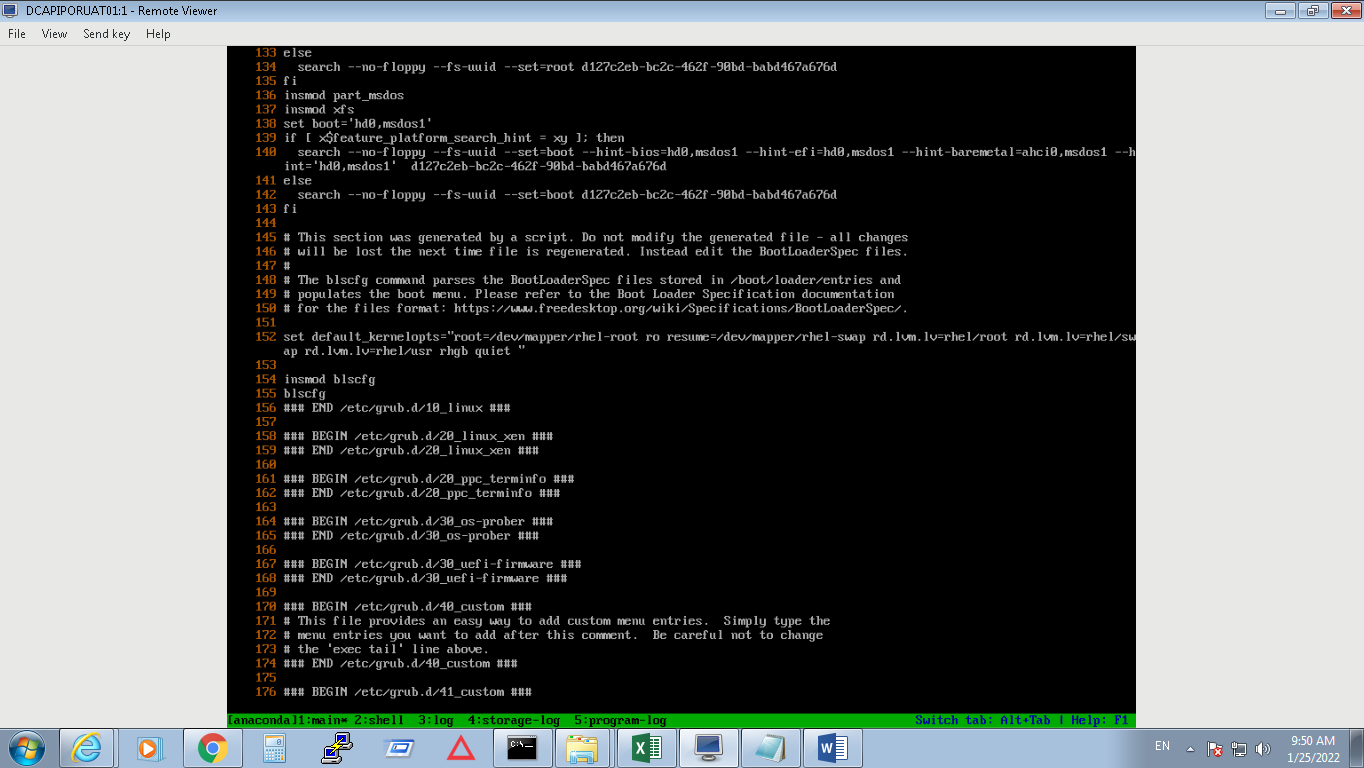 DCAPIPORUAT01:1 - Remote Viewer
File View Send key Help
133 else
134 search --no-floppy --fs-uuid --set=root d127c2eb-bc2c-462f-90bd-babd467a676d
135 fi
136 insmod part_msdos
137 insmod xfs
138 set boot='hd0,msdos1'
139 if [ x$feature_platform_search_hint = xy ]; then
140 search --no-floppy --fs-uuid --set=boot --hint-bios=hd0,msdos1 --hint-efi=hd0,msdos1 --hint-baremetal=ahci0,msdos1 --h
int='hd0,msdos1'  d127c2eb-bc2c-462f-90bd-babd467a676d
141 else
142 search --no-floppy --fs-uuid --set=boot d127c2eb-bc2c-462f-90bd-babd467a676d
143 fi
144
145 # This section was generated by a script. Do not modify the generated file - all changes
146 # will be lost the next time file is regenerated. Instead edit the BootLoaderSpec files.
147 #
148 # The blscfg command parses the BootLoaderSpec files stored in /boot/loader/entries and
149 # populates the boot menu. Please refer to the Boot Loader Specification documentation
150 # for the files format: https://www.freedesktop.org/wiki/Specifications/BootLoaderSpec/.
151
152 set default_kernelopts="root=/dev/mapper/rhel-root ro resume=/dev/mapper/rhel-swap rd.lvm.lv=rhel/root rd.lvm.lv=rhel/sw
ap rd.lvm.lv=rhel/usr rhgb quiet "
153
154 insmod blscfg
155 blscfg
156 ### END /etc/grub.d/10_linux ###
157
158 ### BEGIN /etc/grub.d/20_linux_xen ###
159 ### END /etc/grub.d/20_linux_xen ###
160
161 ### BEGIN /etc/grub.d/20_ppc_terminfo ###
162 ### END /etc/grub.d/20_ppc_terminfo ###
163
164 ### BEGIN /etc/grub.d/30_os-prober ###
165 ### END /etc/grub.d/30_os-prober ###
166
167 ### BEGIN /etc/grub.d/30_uefi-firmware ###
168 ### END /etc/grub.d/30_uefi-firmware ###
169
170 ### BEGIN /etc/grub.d/40_custom ###
171 # This file provides an easy way to add custom menu entries.  Simply type the
172 # menu entries you want to add after this comment.  Be careful not to change
173 # the 'exec tail' line above.
174 ### END /etc/grub.d/40_custom ###
175
176 ### BEGIN /etc/grub.d/41_custom ###
[anaconda]1:main* 2:shell  3:log  4:storage-log  5:program-log Switch tab: Alt+Tab | Help: F1
C:\_
EN
9:50 AM
1/25/2022